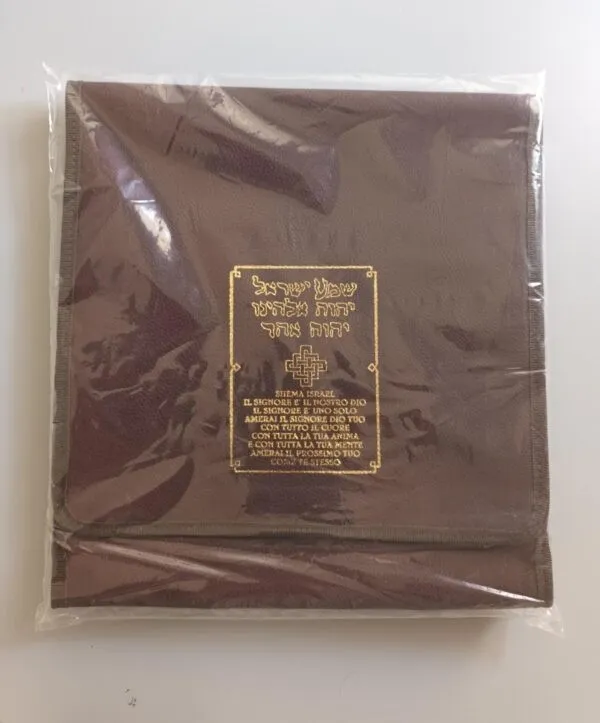 שמע ישראל
יהוה אלהינו
יהוה אחד
SHEMA ISRAEL
IL SIGNORE E' IL NOSTRO DIO
IL SIGNORE E' UNO SOLO
AMERAI IL SIGNORE DIO TUO
CON TUTTO IL CUORE
CON TUTTA LA TUA ANIMA
E CON TUTTA LA TUA MENTE
AMERAI IL PROSSIMO TUO
COME TE STESSO